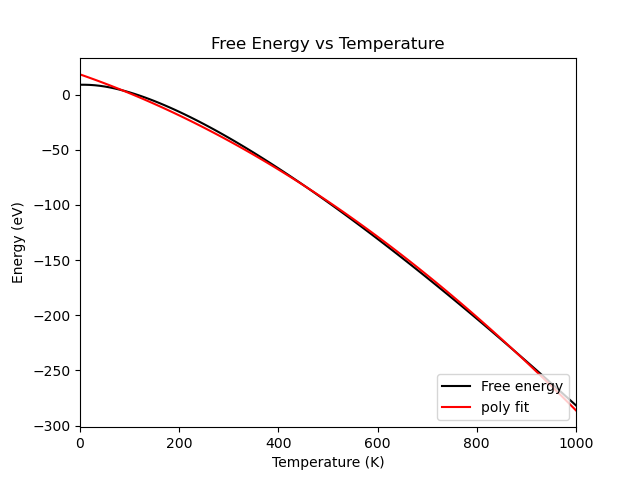 Free Energy vs Temperature
Energy (eV)
0
−50
−100
−150
−200
−250
−300
0 200 400 600 800 1000
Temperature (K)
Free energy
poly fit